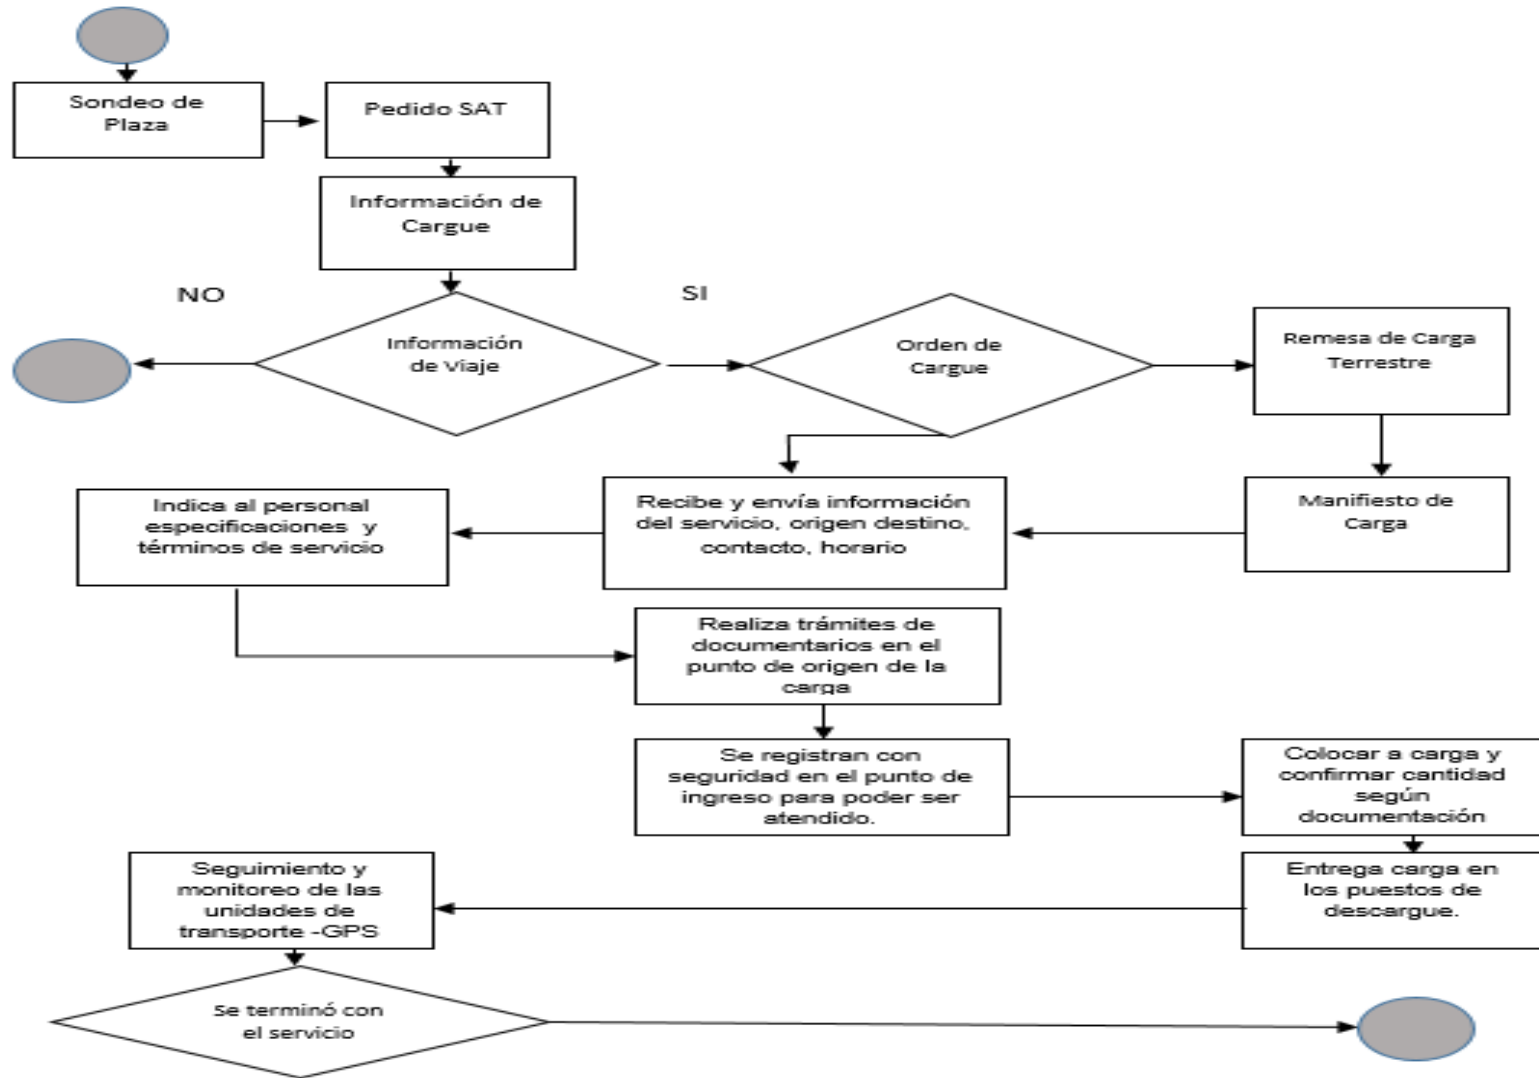 Sondeo de
Plaza
Pedido SAT
Información de
Cargue
NO
SI
Información
de Viaje
Orden de
Cargue
Remesa de Carga
Terrestre
Indica al personal
especificaciones y
términos de servicio
Recibe y envía información
del servicio, origen destino,
contacto, horario
Manifiesto de
Carga
Realiza trámites de
documentarios en el
punto de origen de la
carga
Se registran con
seguridad en el punto de
ingreso para poder ser
atendido.
Colocar a carga y
confirmar cantidad
según
documentación
Seguimiento y
monitoreo de las
unidades de
transporte -GPS
Entrega carga en
los puestos de
descargue.
Se terminó con
el servicio